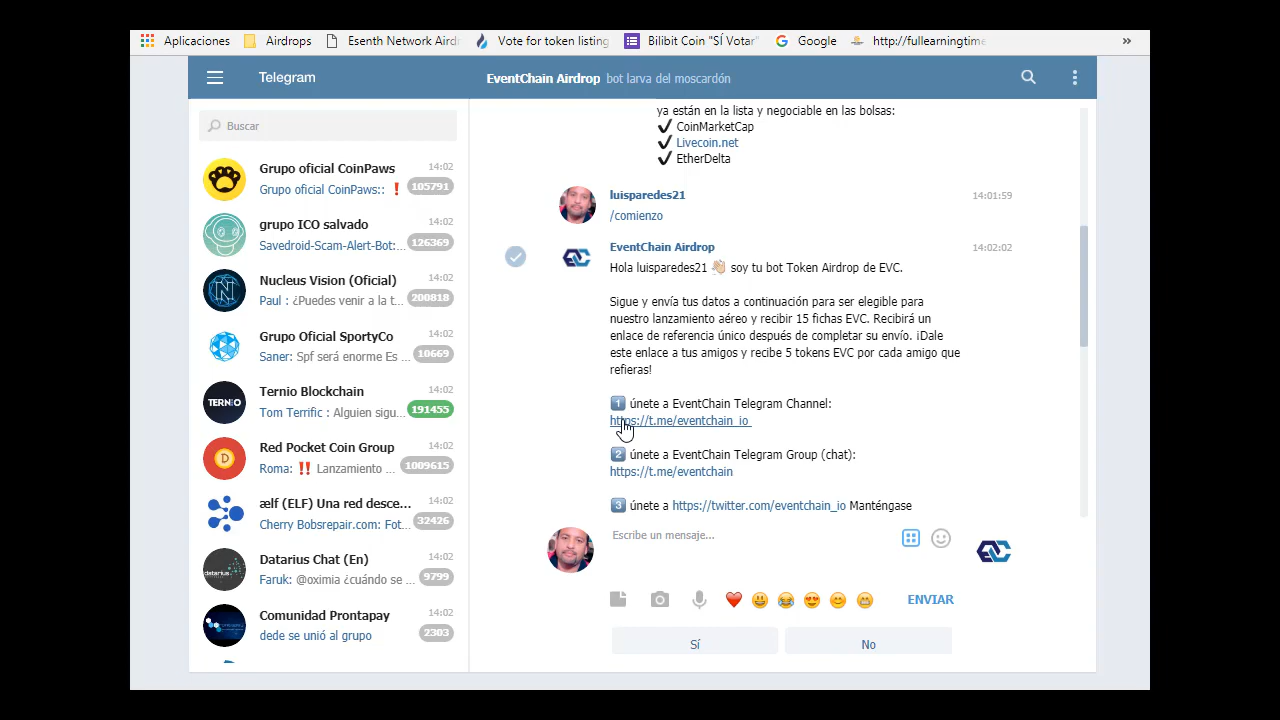 Aplicaciones Airdrops Esenth Network Airdr Vote for token listing Bilibit Coin "SÍ Votar" Google http://fullearningtime »
Telegram
EventChain Airdrop bot larva del moscardón
Buscar
Grupo oficial CoinPaws 14:02
Grupo oficial CoinPaws:: ❗ 105791
grupo ICO salvado 14:02
Savedroid-Scam-Alert-Bot: 126369
Nucleus Vision (Oficial) 14:02
Paul : ¿Puedes venir a la t... 200818
Grupo Oficial SportyCo 14:02
Saner: Spf será enorme Es ... 10669
TERNIO
Ternio Blockchain 14:02
Tom Terrific : Alguien sigu... 191455
Red Pocket Coin Group 14:02
Roma: ‼️ Lanzamiento ... 1009615
ælf (ELF) Una red desce... 14:02
Cherry Bobsrepair.com: Fot... 32426
datarius
Datarius Chat (En) 14:02
Faruk: @oximia ¿cuándo se ... 9799
Comunidad Prontapay 14:02
dede se unió al grupo 2303
ya están en la lista y negociable en las bolsas:
✔ CoinMarketCap
✔ Livecoin.net
✔ EtherDelta
luisparedes21 14:01:59
/comienzo
EventChain Airdrop 14:02:02
Hola luisparedes21 👋🏼 soy tu bot Token Airdrop de EVC.
Sigue y envía tus datos a continuación para ser elegible para
nuestro lanzamiento aéreo y recibir 15 fichas EVC. Recibirá un
enlace de referencia único después de completar su envío. ¡Dale
este enlace a tus amigos y recibe 5 tokens EVC por cada amigo que
refieras!
1️⃣ únete a EventChain Telegram Channel:
https://t.me/eventchain_io
2️⃣ únete a EventChain Telegram Group (chat):
https://t.me/eventchain
3️⃣ únete a https://twitter.com/eventchain_io Manténgase
Escribe un mensaje...
ENVIAR
Sí No